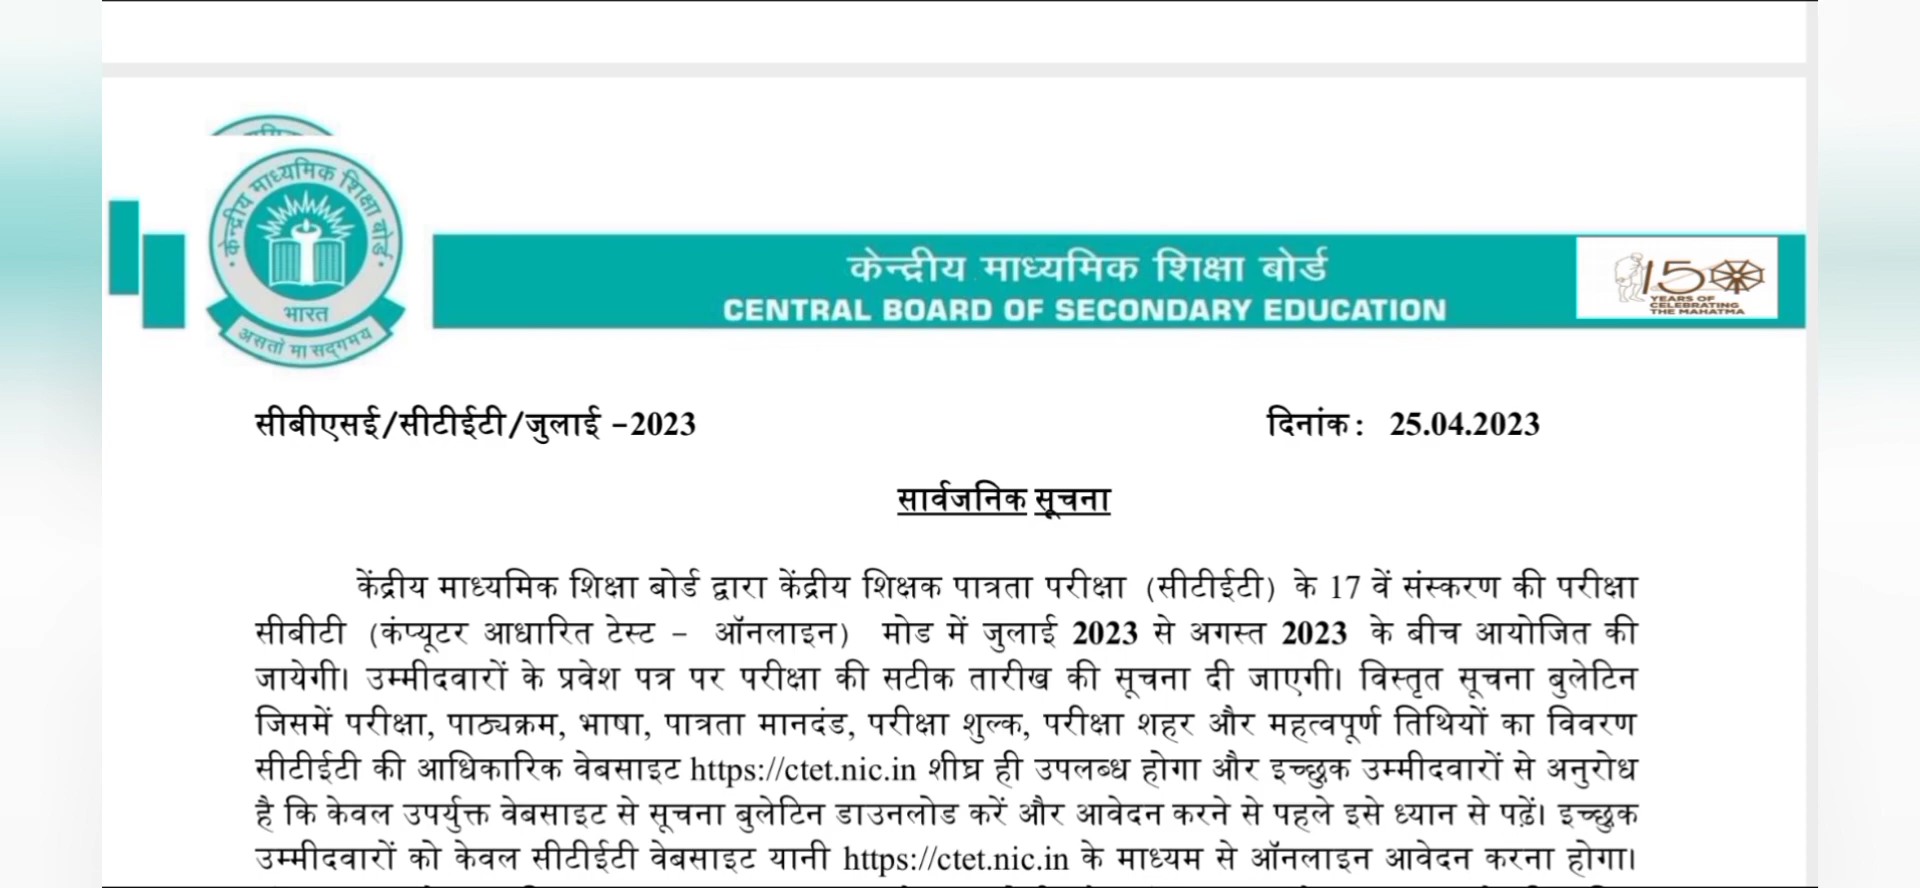 केन्द्रीय माध्यमिक शिक्षा बोर्ड
भारत
असतो मा सद्गमय
केन्द्रीय माध्यमिक शिक्षा बोर्ड
CENTRAL BOARD OF SECONDARY EDUCATION
150
YEARS OF
CELEBRATING
THE MAHATMA
सीबीएसई/सीटीईटी/जुलाई -2023 दिनांक: 25.04.2023
सार्वजनिक सूचना
केंद्रीय माध्यमिक शिक्षा बोर्ड द्वारा केंद्रीय शिक्षक पात्रता परीक्षा (सीटीईटी) के 17 वें संस्करण की परीक्षा
सीबीटी (कंप्यूटर आधारित टेस्ट - ऑनलाइन) मोड में जुलाई 2023 से अगस्त 2023 के बीच आयोजित की
जायेगी। उम्मीदवारों के प्रवेश पत्र पर परीक्षा की सटीक तारीख की सूचना दी जाएगी। विस्तृत सूचना बुलेटिन
जिसमें परीक्षा, पाठ्यक्रम, भाषा, पात्रता मानदंड, परीक्षा शुल्क, परीक्षा शहर और महत्वपूर्ण तिथियों का विवरण
सीटीईटी की आधिकारिक वेबसाइट https://ctet.nic.in शीघ्र ही उपलब्ध होगा और इच्छुक उम्मीदवारों से अनुरोध
है कि केवल उपर्युक्त वेबसाइट से सूचना बुलेटिन डाउनलोड करें और आवेदन करने से पहले इसे ध्यान से पढ़ें। इच्छुक
उम्मीदवारों को केवल सीटीईटी वेबसाइट यानी https://ctet.nic.in के माध्यम से ऑनलाइन आवेदन करना होगा।